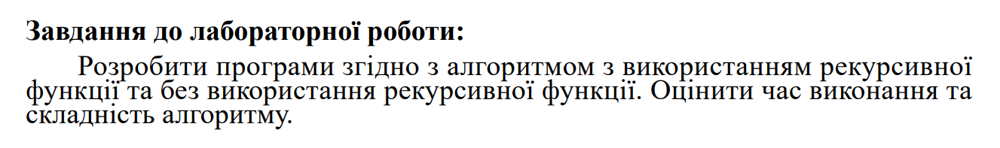 Завдання до лабораторної роботи:
Розробити програми згідно з алгоритмом з використанням рекурсивної
функції та без використання рекурсивної функції. Оцінити час виконання та
складність алгоритму.